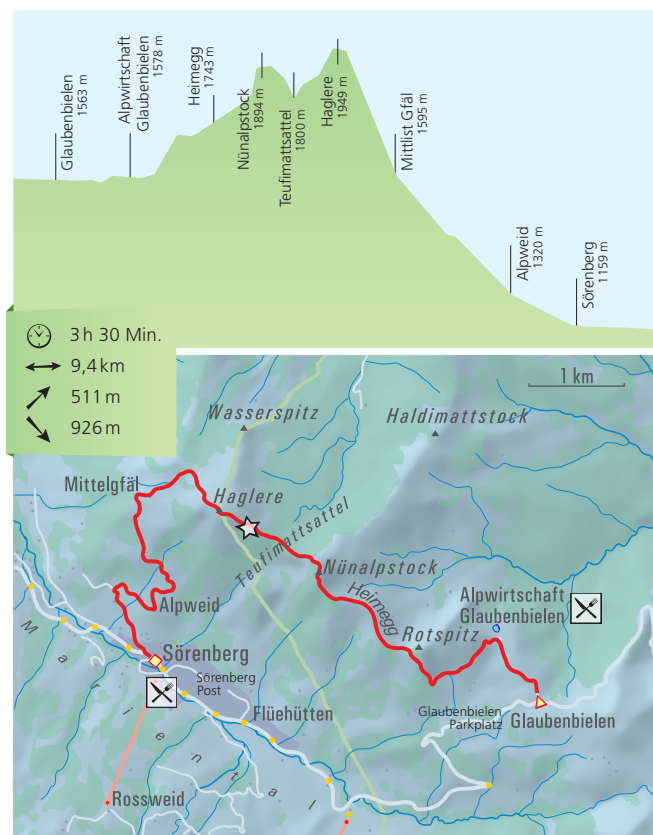 Glaubenbielen
1563 m
Alpwirtschaft
Glaubenbielen
1578 m
Heimegg
1743 m
Nünalpstock
1894 m
Teufimattsattel
1800 m
Haglere
1949 m
Mittlist Gfäl
1595 m
Alpweid
1320 m
Sörenberg
1159 m
3 h 30 Min.
9,4 km
511 m
926 m
1 km
Wasserspitz
Haldimattstock
Mittelgfäl
Haglere
Teufimattsattel
Nünalpstock
Heimegg
Alpwirtschaft
Glaubenbielen
Alpweid
Rotspitz
Mariental
Sörenberg
Sörenberg
Post
Flüehütten
Glaubenbielen
Parkplatz
Glaubenbielen
Rossweid